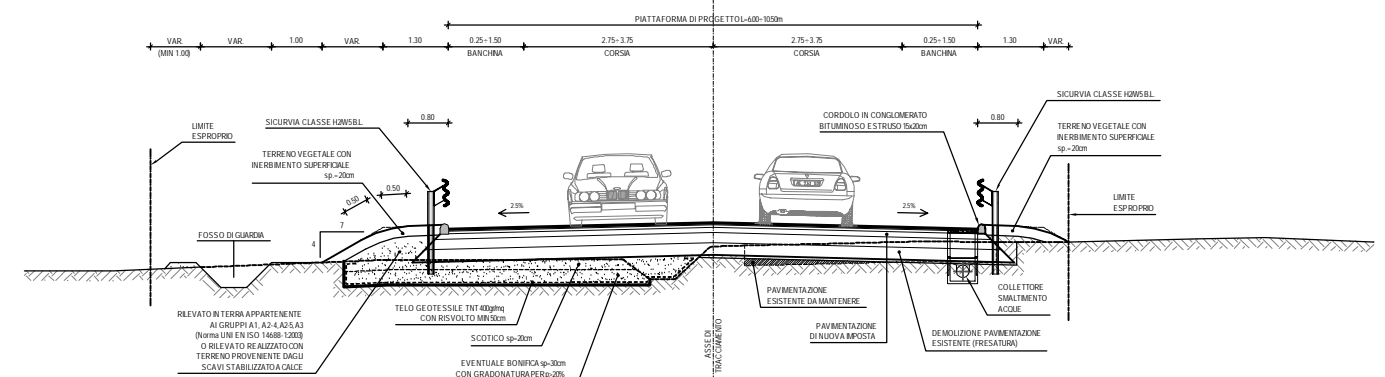 PIATTAFORMA DI PROGETTO L=6.00÷10.50m
VAR.
VAR.
1.00
VAR.
1.30
0.25÷1.50
2.75÷3.75
2.75÷3.75
0.25÷1.50
1.30
VAR.
(MIN 1.00)
BANCHINA
CORSIA
CORSIA
BANCHINA
SICURVIA CLASSE H2W5 B.L.
0.80
0.80
LIMITE
ESPROPRIO
SICURVIA CLASSE H2W5 B.L.
CORDOLO IN CONGLOMERATO
BITUMINOSO ESTRUSO 15x20cm
TERRENO VEGETALE CON
INERBIMENTO SUPERFICIALE
sp.=20cm
TERRENO VEGETALE CON
INERBIMENTO SUPERFICIALE
sp.=20cm
0.50
0.50
2.5%
2.5%
LIMITE
ESPROPRIO
7
4
FOSSO DI GUARDIA
RILEVATO IN TERRA APPARTENENTE
AI GRUPPI A1, A2-4, A2-5, A3
(Norma UNI EN ISO 14688-1:2003)
O RILEVATO REALIZZATO CON
TERRENO PROVENIENTE DAGLI
SCAVI STABILIZZATO A CALCE
TELO GEOTESSILE TNT 400gr/mq
CON RISVOLTO MIN 50cm
SCOTICO sp=20cm
EVENTUALE BONIFICA sp=30cm
CON GRADONATURA PER p>20%
ASSE DI
TRACCIAMENTO
PAVIMENTAZIONE
ESISTENTE DA MANTENERE
PAVIMENTAZIONE
DI NUOVA IMPOSTA
DEMOLIZIONE PAVIMENTAZIONE
ESISTENTE (FRESATURA)
COLLETTORE
SMALTIMENTO
ACQUE